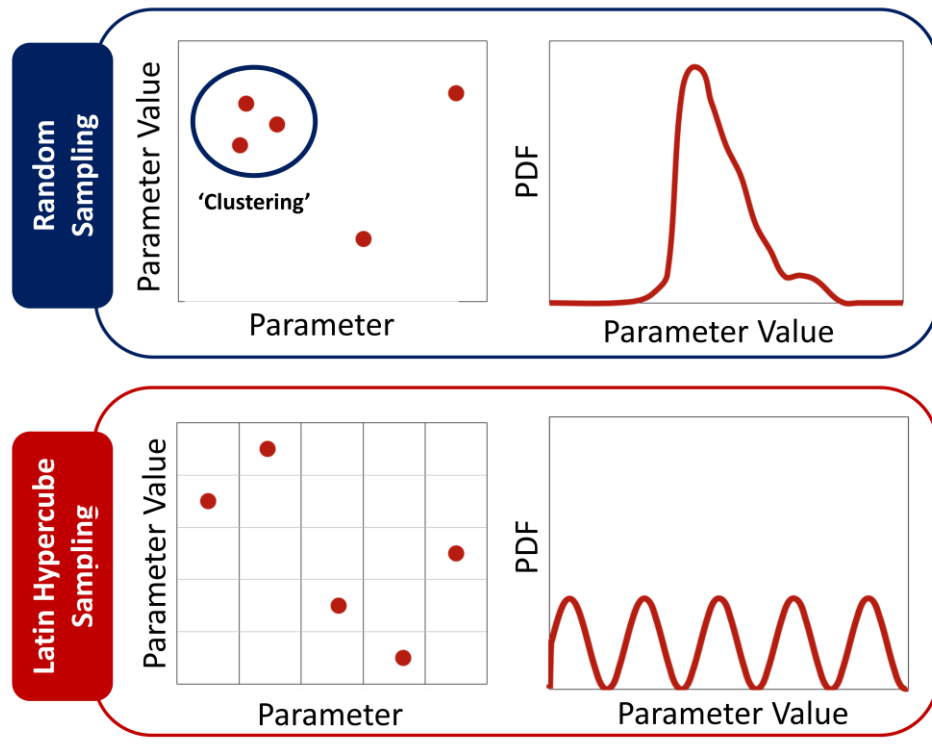 Random
Sampling
Parameter Value
‘Clustering’
Parameter
PDF
Parameter Value
Latin Hypercube
Sampling
Parameter Value
Parameter
PDF
Parameter Value